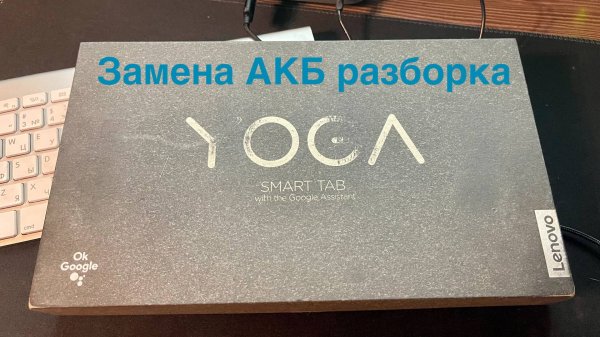 Замена АКБ разборка
YOGA
SMART TAB
with the Google Assistant
Ok
Google
Lenovo